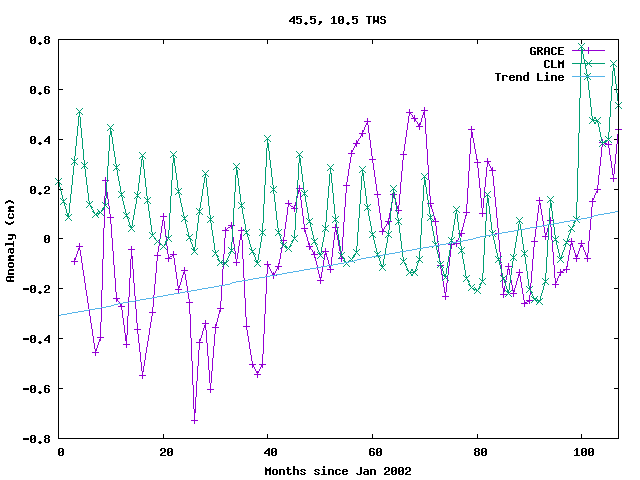 45.5, 10.5 TWS
GRACE
CLM
Trend Line
Anomaly (cm)
0.8
0.6
0.4
0.2
0
-0.2
-0.4
-0.6
-0.8
0 20 40 60 80 100
Months since Jan 2002